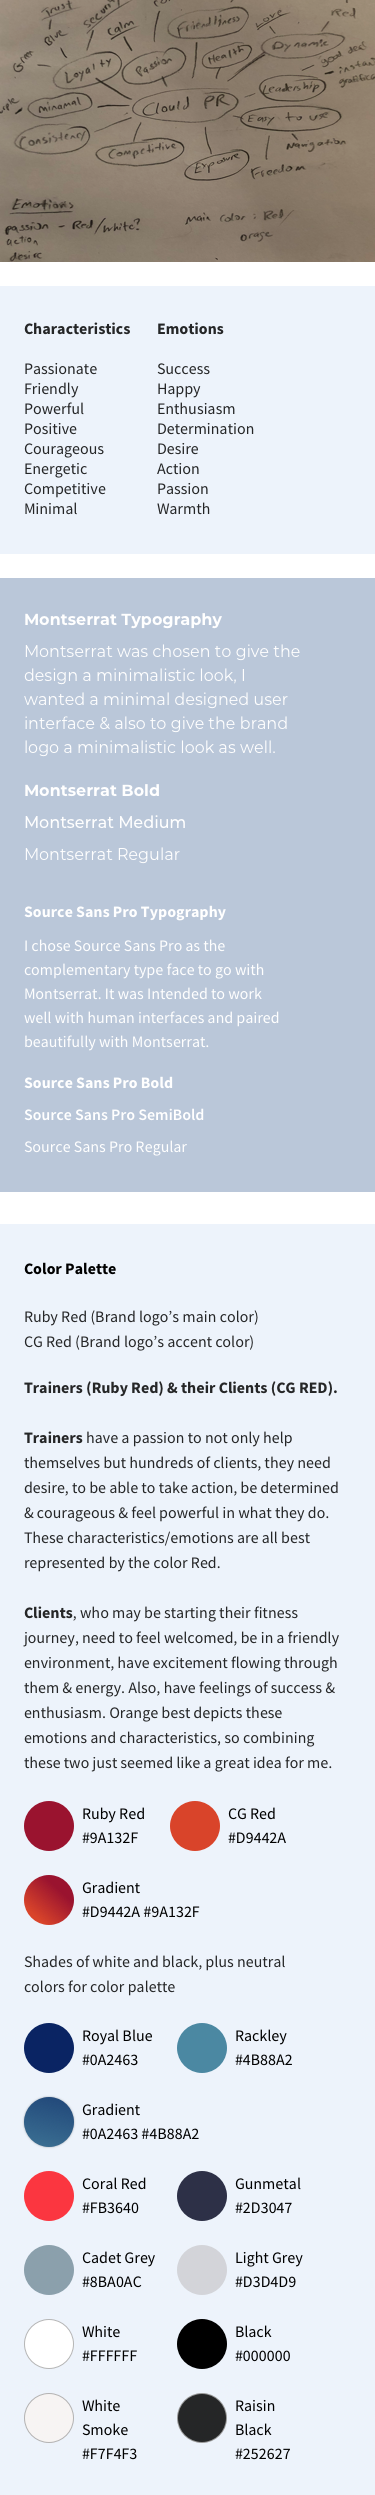 Trust
Security
Calm
Blue
Green
Friendliness
Love
Red
Dynamic
good deal
instant
Loyalty
Passion
Health
Leadership
minamal
Cloud PR
Easy to use
Consistency
Competitive
Exposure
Navigation
Freedom
Emotions
passion - Red/white?
action
desire
Main color: Red/
orage
Characteristics
Passionate
Friendly
Powerful
Positive
Courageous
Energetic
Competitive
Minimal
Emotions
Success
Happy
Enthusiasm
Determination
Desire
Action
Passion
Warmth
Montserrat Typography
Montserrat was chosen to give the
design a minimalistic look, I
wanted a minimal designed user
interface & also to give the brand
logo a minimalistic look as well.
Montserrat Bold
Montserrat Medium
Montserrat Regular
Source Sans Pro Typography
I chose Source Sans Pro as the
complementary type face to go with
Montserrat. It was Intended to work
well with human interfaces and paired
beautifully with Montserrat.
Source Sans Pro Bold
Source Sans Pro SemiBold
Source Sans Pro Regular
Color Palette
Ruby Red (Brand logo’s main color)
CG Red (Brand logo’s accent color)
Trainers (Ruby Red) & their Clients (CG RED).
Trainers have a passion to not only help
themselves but hundreds of clients, they need
desire, to be able to take action, be determined
& courageous & feel powerful in what they do.
These characteristics/emotions are all best
represented by the color Red.
Clients, who may be starting their fitness
journey, need to feel welcomed, be in a friendly
environment, have excitement flowing through
them & energy. Also, have feelings of success &
enthusiasm. Orange best depicts these
emotions and characteristics, so combining
these two just seemed like a great idea for me.
Ruby Red
#9A132F
CG Red
#D9442A
Gradient
#D9442A #9A132F
Shades of white and black, plus neutral
colors for color palette
Royal Blue
#0A2463
Rackley
#4B88A2
Gradient
#0A2463 #4B88A2
Coral Red
#FB3640
Gunmetal
#2D3047
Cadet Grey
#8BA0AC
Light Grey
#D3D4D9
White
#FFFFFF
Black
#000000
White
Smoke
#F7F4F3
Raisin
Black
#252627